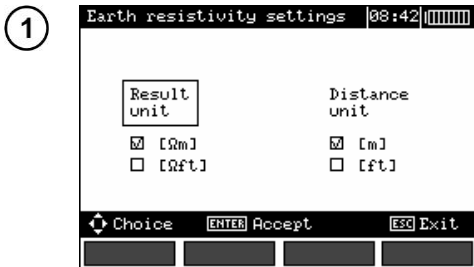 1
Earth resistivity settings 08:42
Result unit
Distance unit
[Ωm]
[Ωft]
[m]
[ft]
Choice ENTER Accept ESC Exit